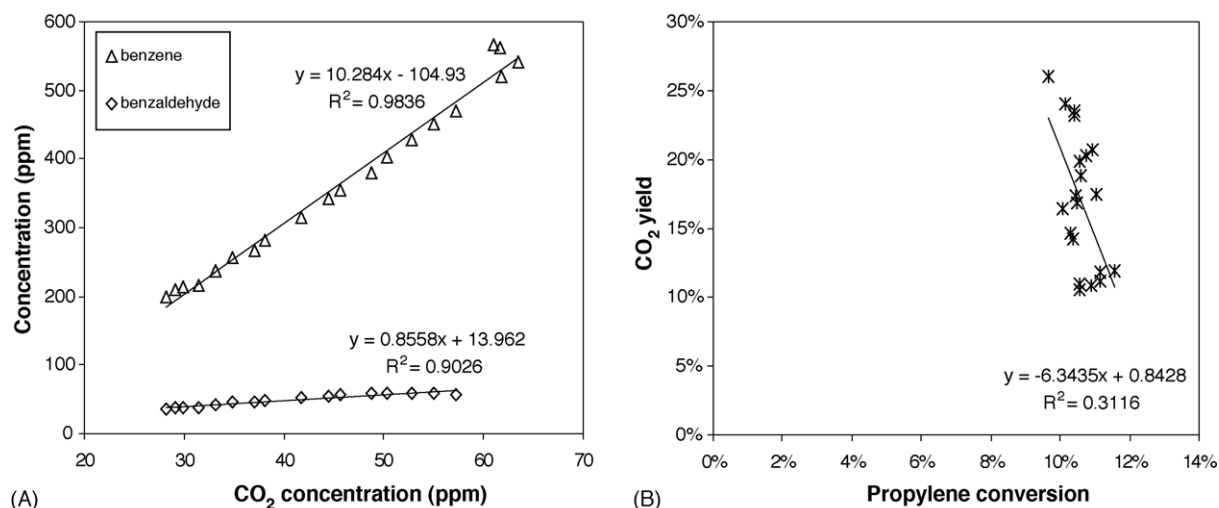 600
500
400
300
200
100
0
Concentration (ppm)
benzene
benzaldehyde
y = 10.284x - 104.93
R² = 0.9836
y = 0.8558x + 13.962
R² = 0.9026
20 30 40 50 60 70
(A) CO₂ concentration (ppm)
30%
25%
20%
15%
10%
5%
0%
CO₂ yield
y = -6.3435x + 0.8428
R² = 0.3116
0% 2% 4% 6% 8% 10% 12% 14%
(B) Propylene conversion